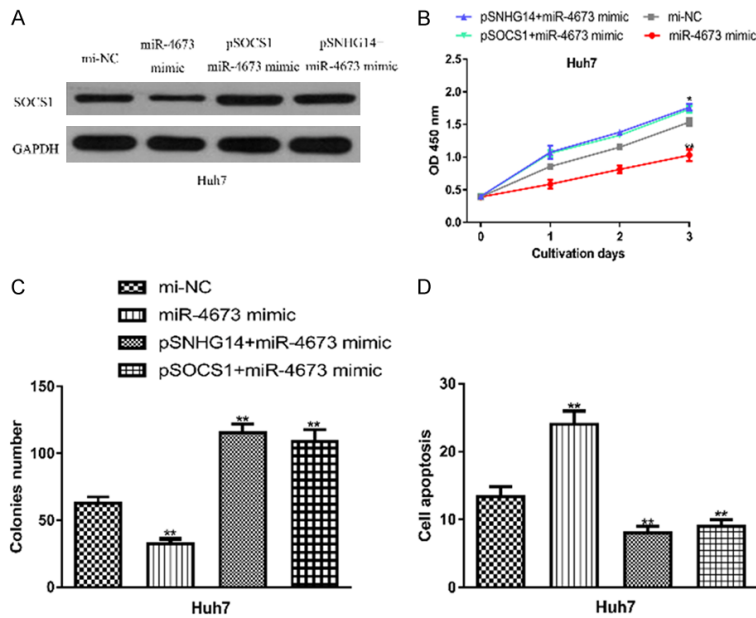 A
mi-NC
miR-4673
mimic
pSOCS1
miR-4673 mimic
pSNHG14+
miR-4673 mimic
SOCS1
GAPDH
Huh7
B
pSNHG14+miR-4673 mimic
mi-NC
pSOCS1+miR-4673 mimic
miR-4673 mimic
Huh7
OD 450 nm
2.5
2.0
1.5
1.0
0.5
0.0
0 1 2 3
Cultivation days
*
**
C
mi-NC
miR-4673 mimic
pSNHG14+miR-4673 mimic
pSOCS1+miR-4673 mimic
Colonies number
150
100
50
0
**
**
**
Huh7
D
Cell apoptosis
30
20
10
0
**
**
**
Huh7